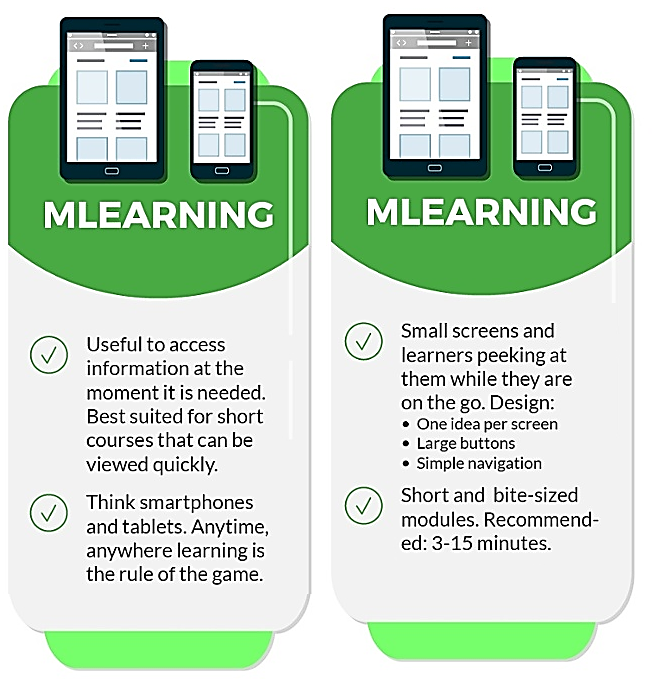 MLEARNING
Useful to access
information at the
moment it is needed.
Best suited for short
courses that can be
viewed quickly.
Think smartphones
and tablets. Anytime,
anywhere learning is
the rule of the game.
MLEARNING
Small screens and
learners peeking at
them while they are
on the go. Design:
• One idea per screen
• Large buttons
• Simple navigation
Short and bite-sized
modules. Recommend-
ed: 3-15 minutes.